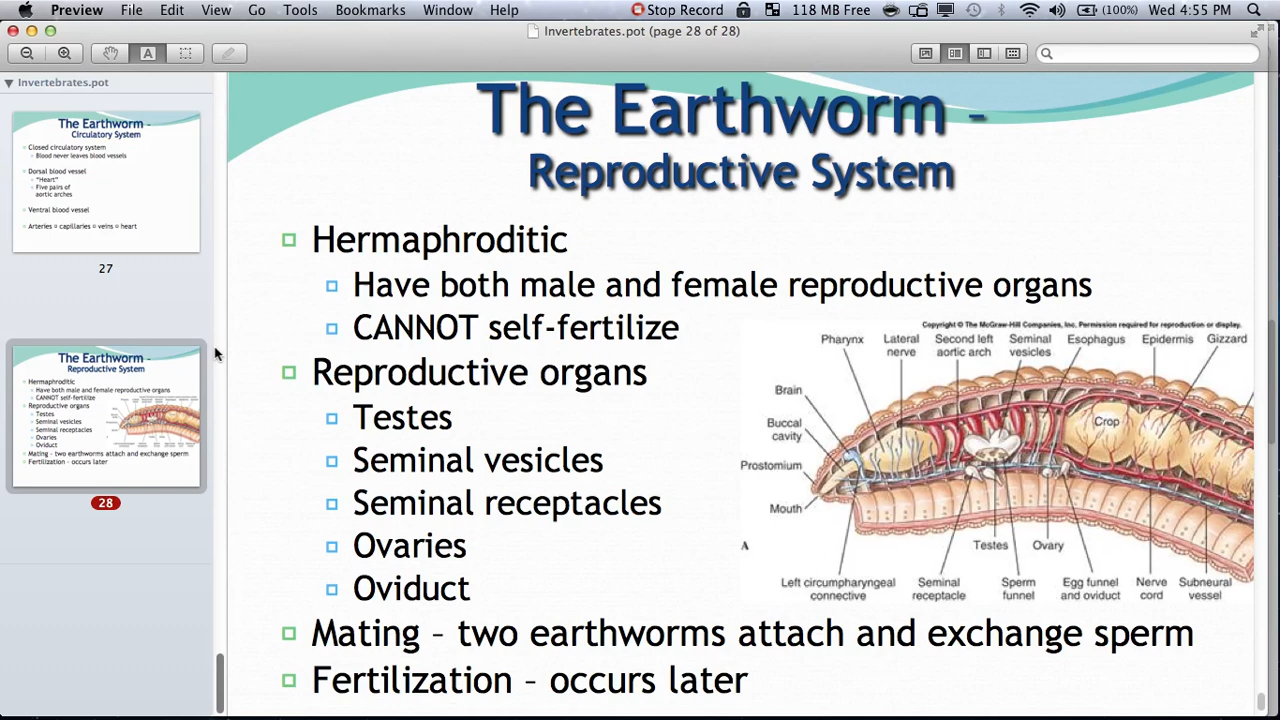 Preview File Edit View Go Tools Bookmarks Window Help Stop Record 118 MB Free (100%) Wed 4:55 PM
Invertebrates.pot (page 28 of 28)
Invertebrates.pot
The Earthworm -
Circulatory System
Closed circulatory system
Blood never leaves blood vessels
Dorsal blood vessel
"Heart"
Five pairs of
aortic arches
Ventral blood vessel
Arteries capillaries veins heart
27
The Earthworm -
Reproductive System
Hermaphroditic
Have both male and female reproductive organs
CANNOT self-fertilize
Reproductive organs
Testes
Seminal vesicles
Seminal receptacles
Ovaries
Oviduct
Mating - two earthworms attach and exchange sperm
Fertilization - occurs later
28
The Earthworm -
Reproductive System
Hermaphroditic
Have both male and female reproductive organs
CANNOT self-fertilize
Reproductive organs
Testes
Seminal vesicles
Seminal receptacles
Ovaries
Oviduct
Mating – two earthworms attach and exchange sperm
Fertilization – occurs later
Copyright © The McGraw-Hill Companies, Inc. Permission required for reproduction or display.
Pharynx
Lateral
nerve
Second left
aortic arch
Seminal
vesicles
Esophagus
Epidermis
Gizzard
Brain
Buccal
cavity
Prostomium
Mouth
Crop
A
Testes
Ovary
Left circumpharyngeal
connective
Seminal
receptacle
Sperm
funnel
Egg funnel
and oviduct
Nerve
cord
Subneural
vessel